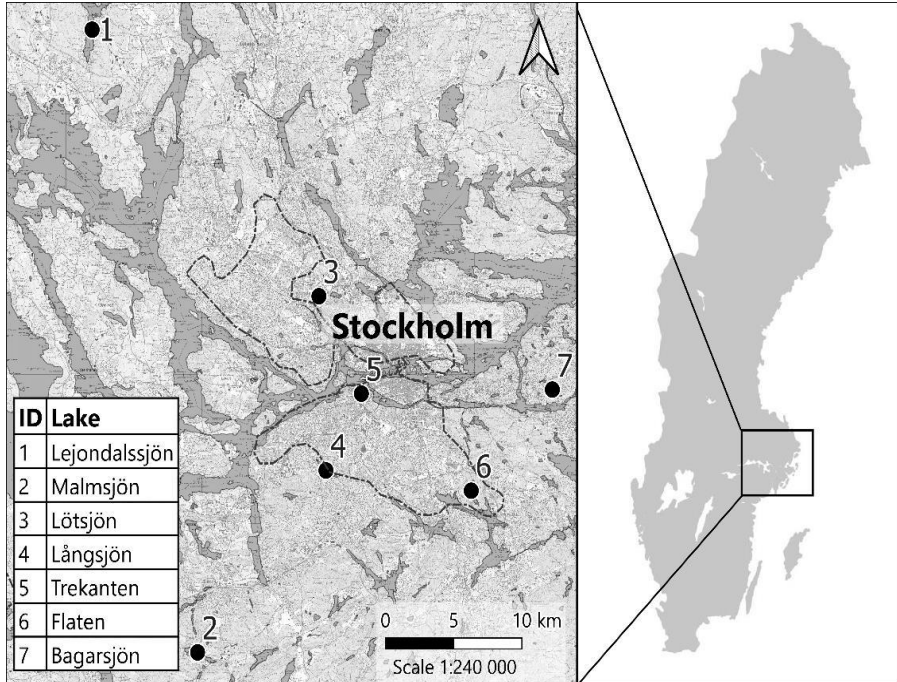 1
3
Stockholm
5
7
4
6
2
ID Lake
1 Lejondalssjön
2 Malmsjön
3 Lötsjön
4 Långsjön
5 Trekanten
6 Flaten
7 Bagarsjön
0 5 10 km
Scale 1:240 000